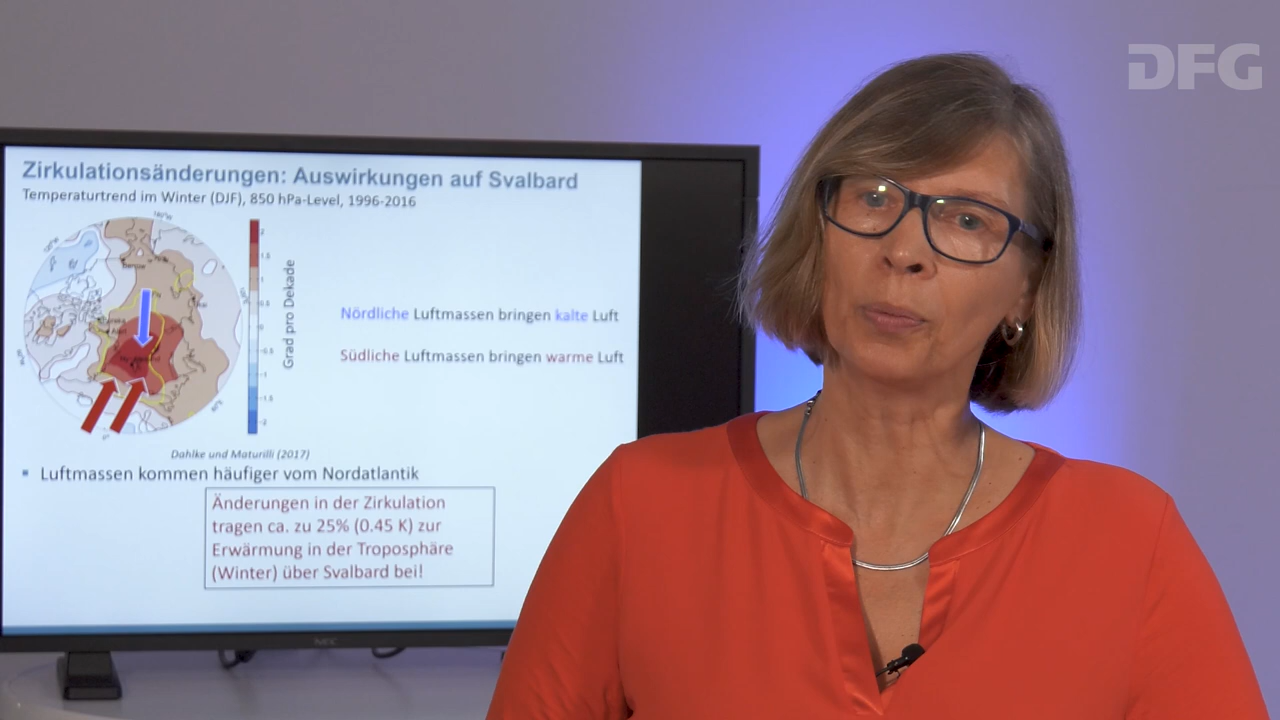 DFG
Zirkulationsänderungen: Auswirkungen auf Svalbard
Temperaturtrend im Winter (DJF), 850 hPa-Level, 1996-2016
Grad pro Dekade
Nördliche Luftmassen bringen kalte Luft
Südliche Luftmassen bringen warme Luft
Dahlke und Maturilli (2017)
Luftmassen kommen häufiger vom Nordatlantik
Änderungen in der Zirkulation
tragen ca. zu 25% (0.45 K) zur
Erwärmung in der Troposphäre
(Winter) über Svalbard bei!
NEC